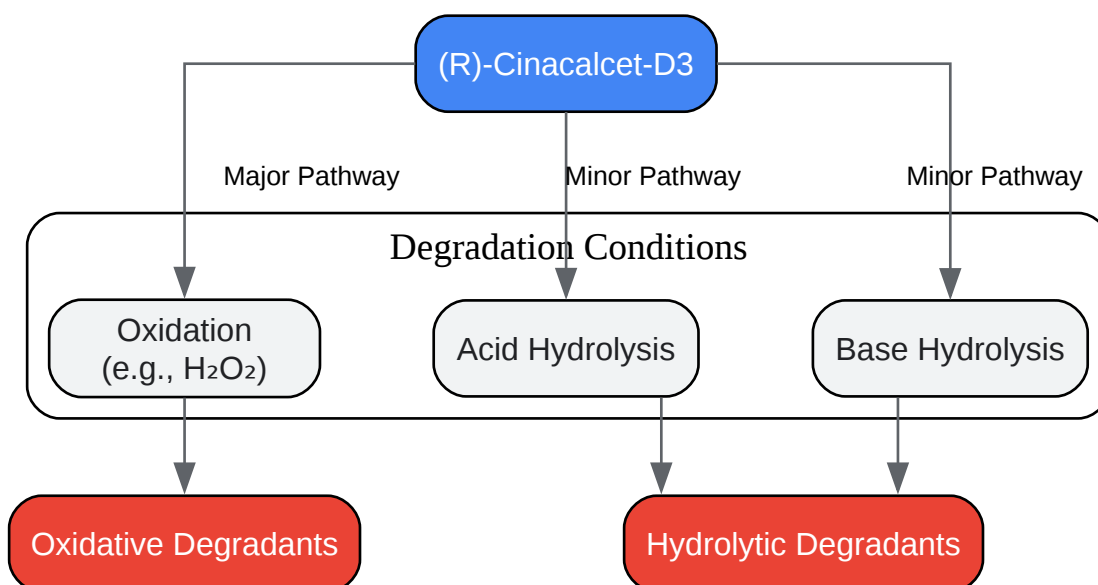 (R)-Cinacalcet-D3
Major Pathway
Minor Pathway
Minor Pathway
Degradation Conditions
Oxidation
(e.g., H₂O₂)
Acid Hydrolysis
Base Hydrolysis
Oxidative Degradants
Hydrolytic Degradants